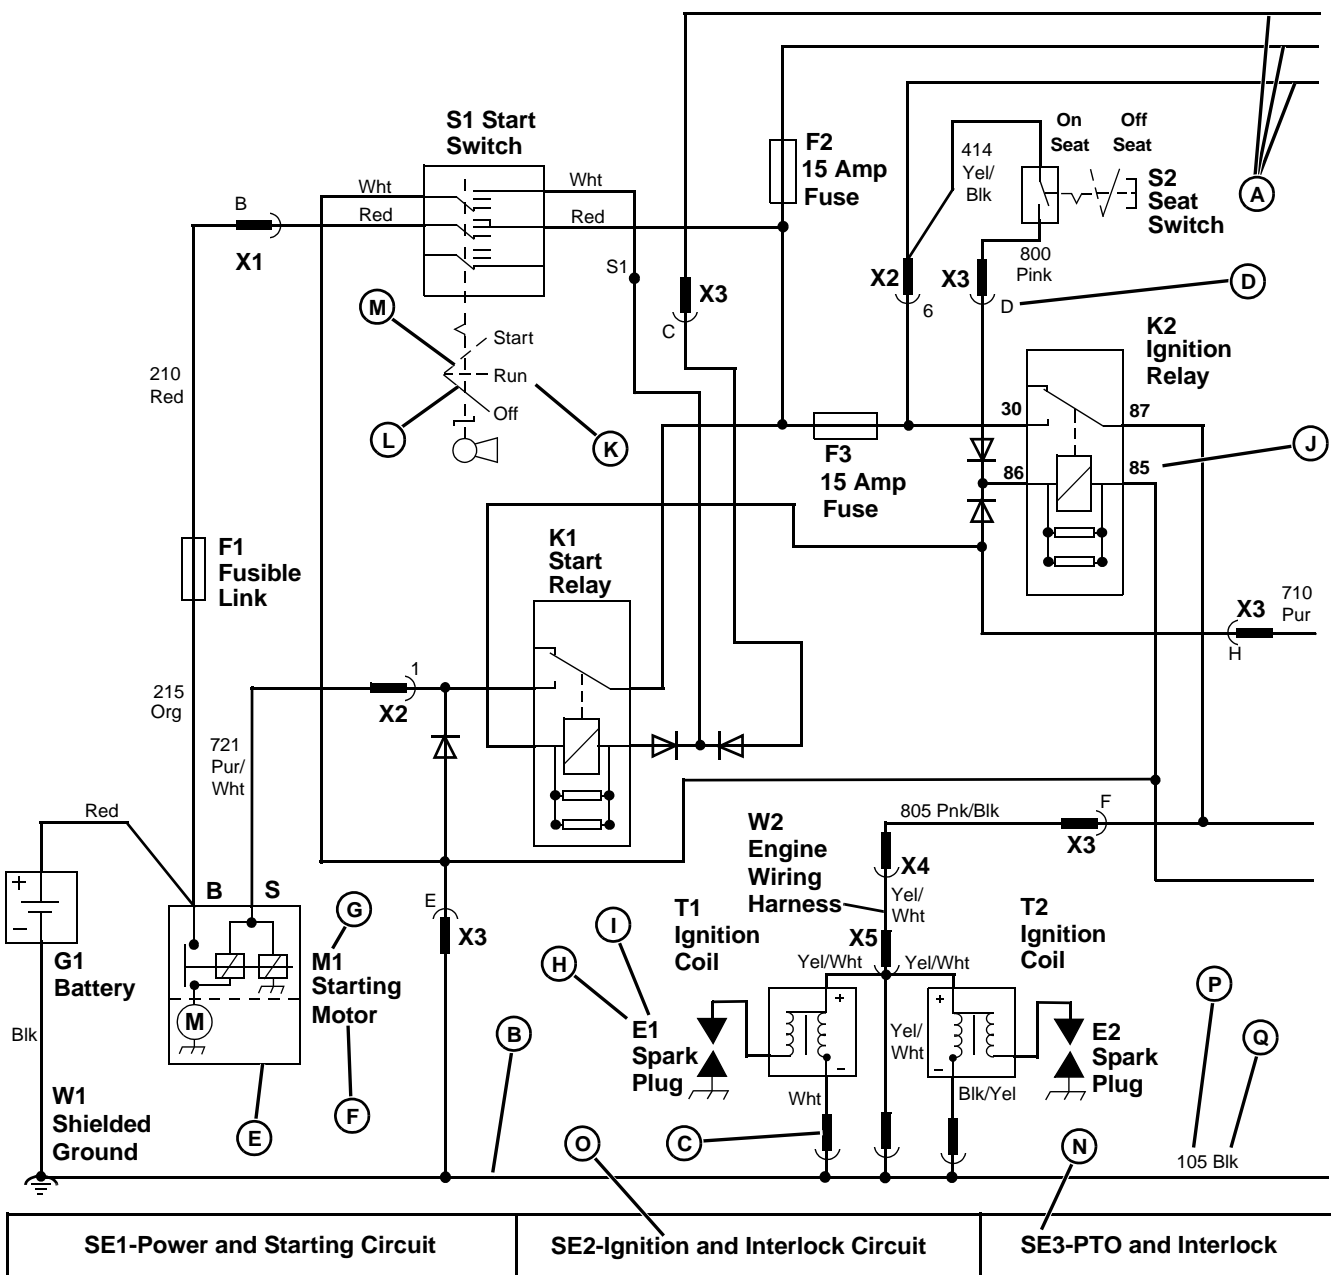 S1 Start
Switch
On
Seat
Off
Seat
A
F2
15 Amp
Fuse
414
Yel/
Blk
S2
Seat
Switch
Wht
Wht
B
Red
Red
X1
S1
800
Pink
X2
X3
D
6
D
X3
C
M
Start
Run
Off
L
K
210
Red
K2
Ignition
Relay
30
87
J
F3
15 Amp
Fuse
86
85
F1
Fusible
Link
K1
Start
Relay
X3
710
Pur
H
1
X2
215
Org
721
Pur/
Wht
Red
805 Pnk/Blk
F
X3
W2
Engine
Wiring
Harness
X4
Yel/
Wht
+
–
B
S
G
E
X3
I
T1
Ignition
Coil
X5
T2
Ignition
Coil
G1
Battery
M1
Starting
Motor
H
Yel/Wht
Yel/Wht
P
M
B
E1
Spark
Plug
+
–
Yel/
Wht
+
–
E2
Spark
Plug
Q
Blk
W1
Shielded
Ground
E
F
O
C
Wht
Blk/Yel
N
105 Blk
SE1-Power and Starting Circuit
SE2-Ignition and Interlock Circuit
SE3-PTO and Interlock